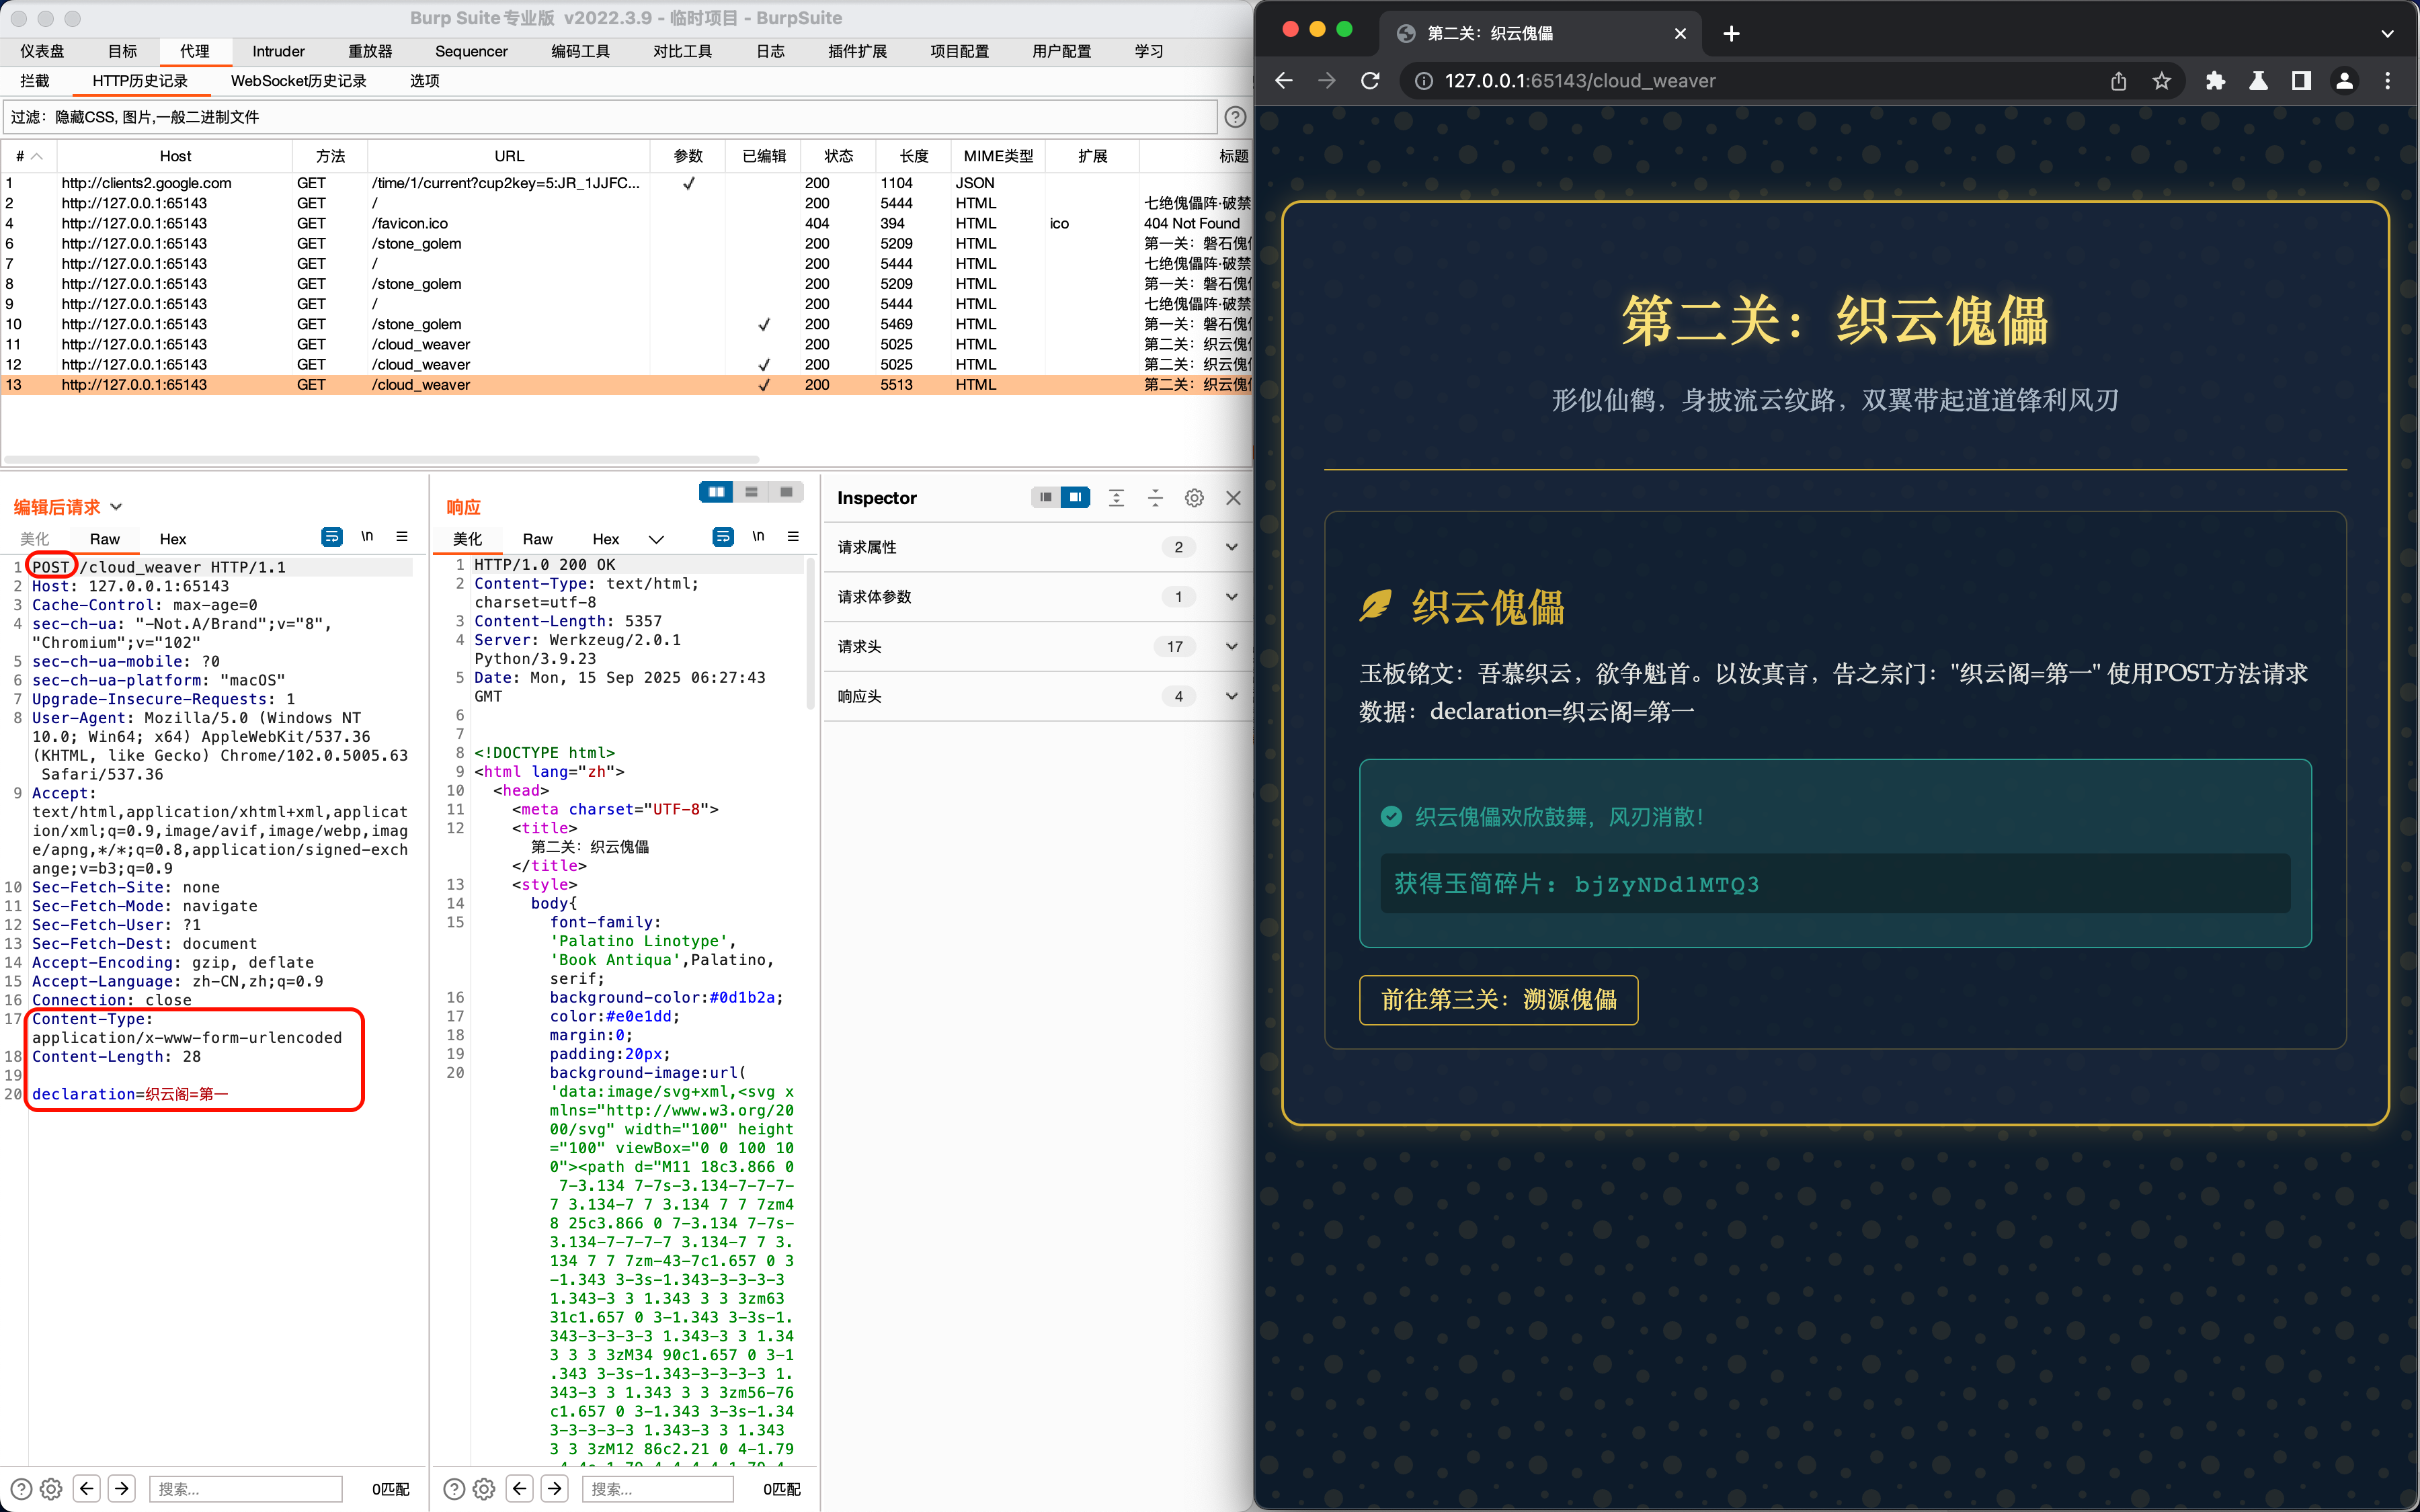 Burp Suite专业版 v2022.3.9 - 临时项目 - BurpSuite
仪表盘 目标 代理 Intruder 重放器 Sequencer 编码工具 对比工具 日志 插件扩展 项目配置 用户配置 学习
拦截 HTTP历史记录 WebSocket历史记录 选项
过滤：隐藏CSS, 图片,一般二进制文件
# Host 方法 URL 参数 已编辑 状态 长度 MIME类型 扩展 标题
1 http://clients2.google.com GET /time/1/current?cup2key=5:JR_1JJFC... ✓ 200 1104 JSON
2 http://127.0.0.1:65143 GET / 200 5444 HTML 七绝傀儡阵·破禁
4 http://127.0.0.1:65143 GET /favicon.ico 404 394 HTML ico 404 Not Found
6 http://127.0.0.1:65143 GET /stone_golem 200 5209 HTML 第一关：磐石傀
7 http://127.0.0.1:65143 GET / 200 5444 HTML 七绝傀儡阵·破禁
8 http://127.0.0.1:65143 GET /stone_golem 200 5209 HTML 第一关：磐石傀
9 http://127.0.0.1:65143 GET / 200 5444 HTML 七绝傀儡阵·破禁
10 http://127.0.0.1:65143 GET /stone_golem ✓ 200 5469 HTML 第一关：磐石傀
11 http://127.0.0.1:65143 GET /cloud_weaver 200 5025 HTML 第二关：织云傀
12 http://127.0.0.1:65143 GET /cloud_weaver ✓ 200 5025 HTML 第二关：织云傀
13 http://127.0.0.1:65143 GET /cloud_weaver ✓ 200 5513 HTML 第二关：织云傀
编辑后请求
美化 Raw Hex \n
1 POST /cloud_weaver HTTP/1.1
2 Host: 127.0.0.1:65143
3 Cache-Control: max-age=0
4 sec-ch-ua: "-Not.A/Brand";v="8",
"Chromium";v="102"
5 sec-ch-ua-mobile: ?0
6 sec-ch-ua-platform: "macOS"
7 Upgrade-Insecure-Requests: 1
8 User-Agent: Mozilla/5.0 (Windows NT
10.0; Win64; x64) AppleWebKit/537.36
(KHTML, like Gecko) Chrome/102.0.5005.63
Safari/537.36
9 Accept:
text/html,application/xhtml+xml,applicat
ion/xml;q=0.9,image/avif,image/webp,imag
e/apng,*/*;q=0.8,application/signed-exch
ange;v=b3;q=0.9
10 Sec-Fetch-Site: none
11 Sec-Fetch-Mode: navigate
12 Sec-Fetch-User: ?1
13 Sec-Fetch-Dest: document
14 Accept-Encoding: gzip, deflate
15 Accept-Language: zh-CN,zh;q=0.9
16 Connection: close
17 Content-Type:
application/x-www-form-urlencoded
18 Content-Length: 28
19
20 declaration=织云阁=第一
搜索... 0匹配
响应
美化 Raw Hex \n
1 HTTP/1.0 200 OK
2 Content-Type: text/html;
charset=utf-8
3 Content-Length: 5357
4 Server: Werkzeug/2.0.1
Python/3.9.23
5 Date: Mon, 15 Sep 2025 06:27:43
GMT
6
7
8 <!DOCTYPE html>
9 <html lang="zh">
10 <head>
11 <meta charset="UTF-8">
12 <title>
第二关：织云傀儡
</title>
13 <style>
14 body{
15 font-family:
'Palatino Linotype',
'Book Antiqua',Palatino,
serif;
16 background-color:#0d1b2a;
17 color:#e0e1dd;
18 margin:0;
19 padding:20px;
20 background-image:url(
'data:image/svg+xml,<svg x
mlns="http://www.w3.org/20
00/svg" width="100" height
="100" viewBox="0 0 100 10
0"><path d="M11 18c3.866 0
7-3.134 7-7s-3.134-7-7-7-
7 3.134-7 7 3.134 7 7 7zm4
8 25c3.866 0 7-3.134 7-7s-
3.134-7-7-7-7 3.134-7 7 3.
134 7 7 7zm-43-7c1.657 0 3
-1.343 3-3s-1.343-3-3-3-3
1.343-3 3 1.343 3 3 3zm63
31c1.657 0 3-1.343 3-3s-1.
343-3-3-3-3 1.343-3 3 1.34
3 3 3 3zM34 90c1.657 0 3-1
.343 3-3s-1.343-3-3-3-3 1.
343-3 3 1.343 3 3 3zm56-76
c1.657 0 3-1.343 3-3s-1.34
3-3-3-3-3 1.343-3 3 1.343
3 3 3zM12 86c2.21 0 4-1.79
搜索... 0匹配
Inspector
请求属性 2
请求体参数 1
请求头 17
响应头 4
第二关：织云傀儡
127.0.0.1:65143/cloud_weaver
第二关：织云傀儡
形似仙鹤，身披流云纹路，双翼带起道道锋利风刃
织云傀儡
玉板铭文：吾慕织云，欲争魁首。以汝真言，告之宗门："织云阁=第一" 使用POST方法请求
数据：declaration=织云阁=第一
织云傀儡欢欣鼓舞，风刃消散！
获得玉简碎片：bjZyNDd1MTQ3
前往第三关：溯源傀儡